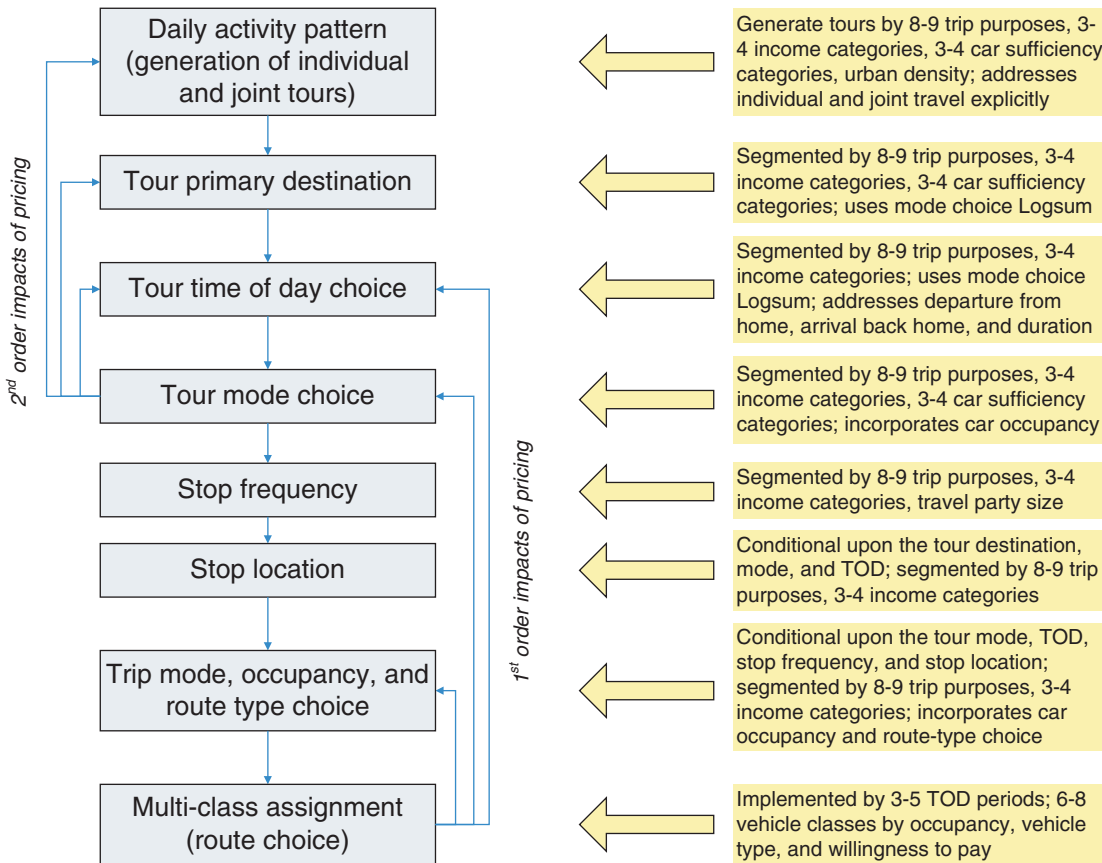 Daily activity pattern
(generation of individual
and joint tours)
Generate tours by 8-9 trip purposes, 3-
4 income categories, 3-4 car sufficiency
categories, urban density; addresses
individual and joint travel explicitly
Tour primary destination
Segmented by 8-9 trip purposes, 3-4
income categories, 3-4 car sufficiency
categories; uses mode choice Logsum
Tour time of day choice
Segmented by 8-9 trip purposes, 3-4
income categories; uses mode choice
Logsum; addresses departure from
home, arrival back home, and duration
2nd order impacts of pricing
Tour mode choice
Segmented by 8-9 trip purposes, 3-4
income categories, 3-4 car sufficiency
categories; incorporates car occupancy
Stop frequency
Segmented by 8-9 trip purposes, 3-4
income categories, travel party size
1st order impacts of pricing
Stop location
Conditional upon the tour destination,
mode, and TOD; segmented by 8-9 trip
purposes, 3-4 income categories
Trip mode, occupancy, and
route type choice
Conditional upon the tour mode, TOD,
stop frequency, and stop location;
segmented by 8-9 trip purposes, 3-4
income categories; incorporates car
occupancy and route-type choice
Multi-class assignment
(route choice)
Implemented by 3-5 TOD periods; 6-8
vehicle classes by occupancy, vehicle
type, and willingness to pay